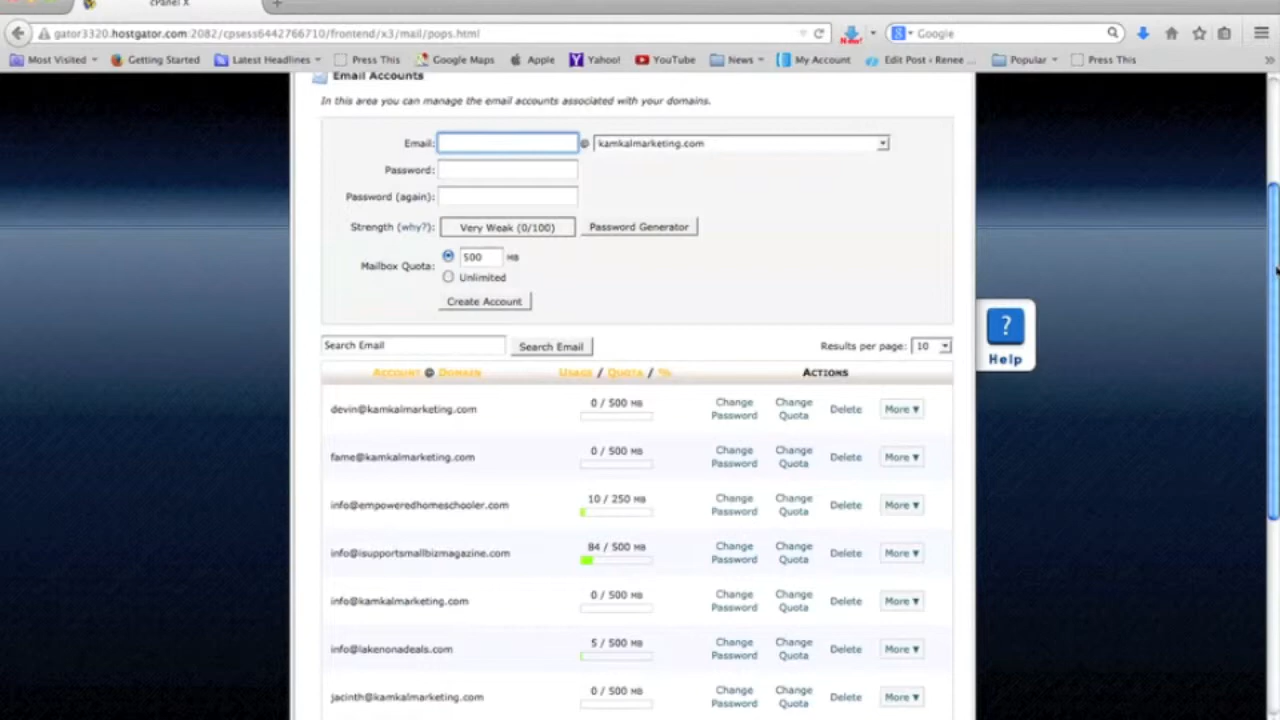 cPanel X
gator3320.hostgator.com:2082/cpsess6442766710/frontend/x3/mail/pops.html
Google
Most Visited Getting Started Latest Headlines Press This Google Maps Apple Yahoo! YouTube News My Account Edit Post ‹ Renee ... Popular Press This
Email Accounts
In this area you can manage the email accounts associated with your domains.
Email: @ kamkalmarketing.com
Password:
Password (again):
Strength (why?): Very Weak (0/100) Password Generator
Mailbox Quota: 500 MB
Unlimited
Create Account
Search Email Search Email Results per page: 10
ACCOUNT @ DOMAIN USAGE / QUOTA / % ACTIONS
devin@kamkalmarketing.com 0 / 500 MB Change Password Change Quota Delete More ▼
fame@kamkalmarketing.com 0 / 500 MB Change Password Change Quota Delete More ▼
info@empoweredhomeschooler.com 10 / 250 MB Change Password Change Quota Delete More ▼
info@isupportsmallbizmagazine.com 84 / 500 MB Change Password Change Quota Delete More ▼
info@kamkalmarketing.com 0 / 500 MB Change Password Change Quota Delete More ▼
info@lakenonadeals.com 5 / 500 MB Change Password Change Quota Delete More ▼
jacinth@kamkalmarketing.com 0 / 500 MB Change Password Change Quota Delete More ▼
? Help